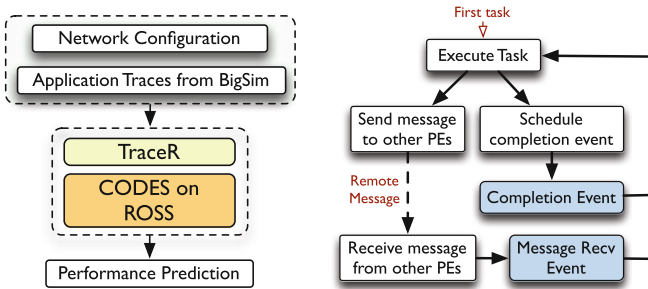 Network Configuration
Application Traces from BigSim
TraceR
CODES on
ROSS
Performance Prediction
First task
Execute Task
Send message
to other PEs
Schedule
completion event
Remote
Message
Completion Event
Receive message
from other PEs
Message Recv
Event